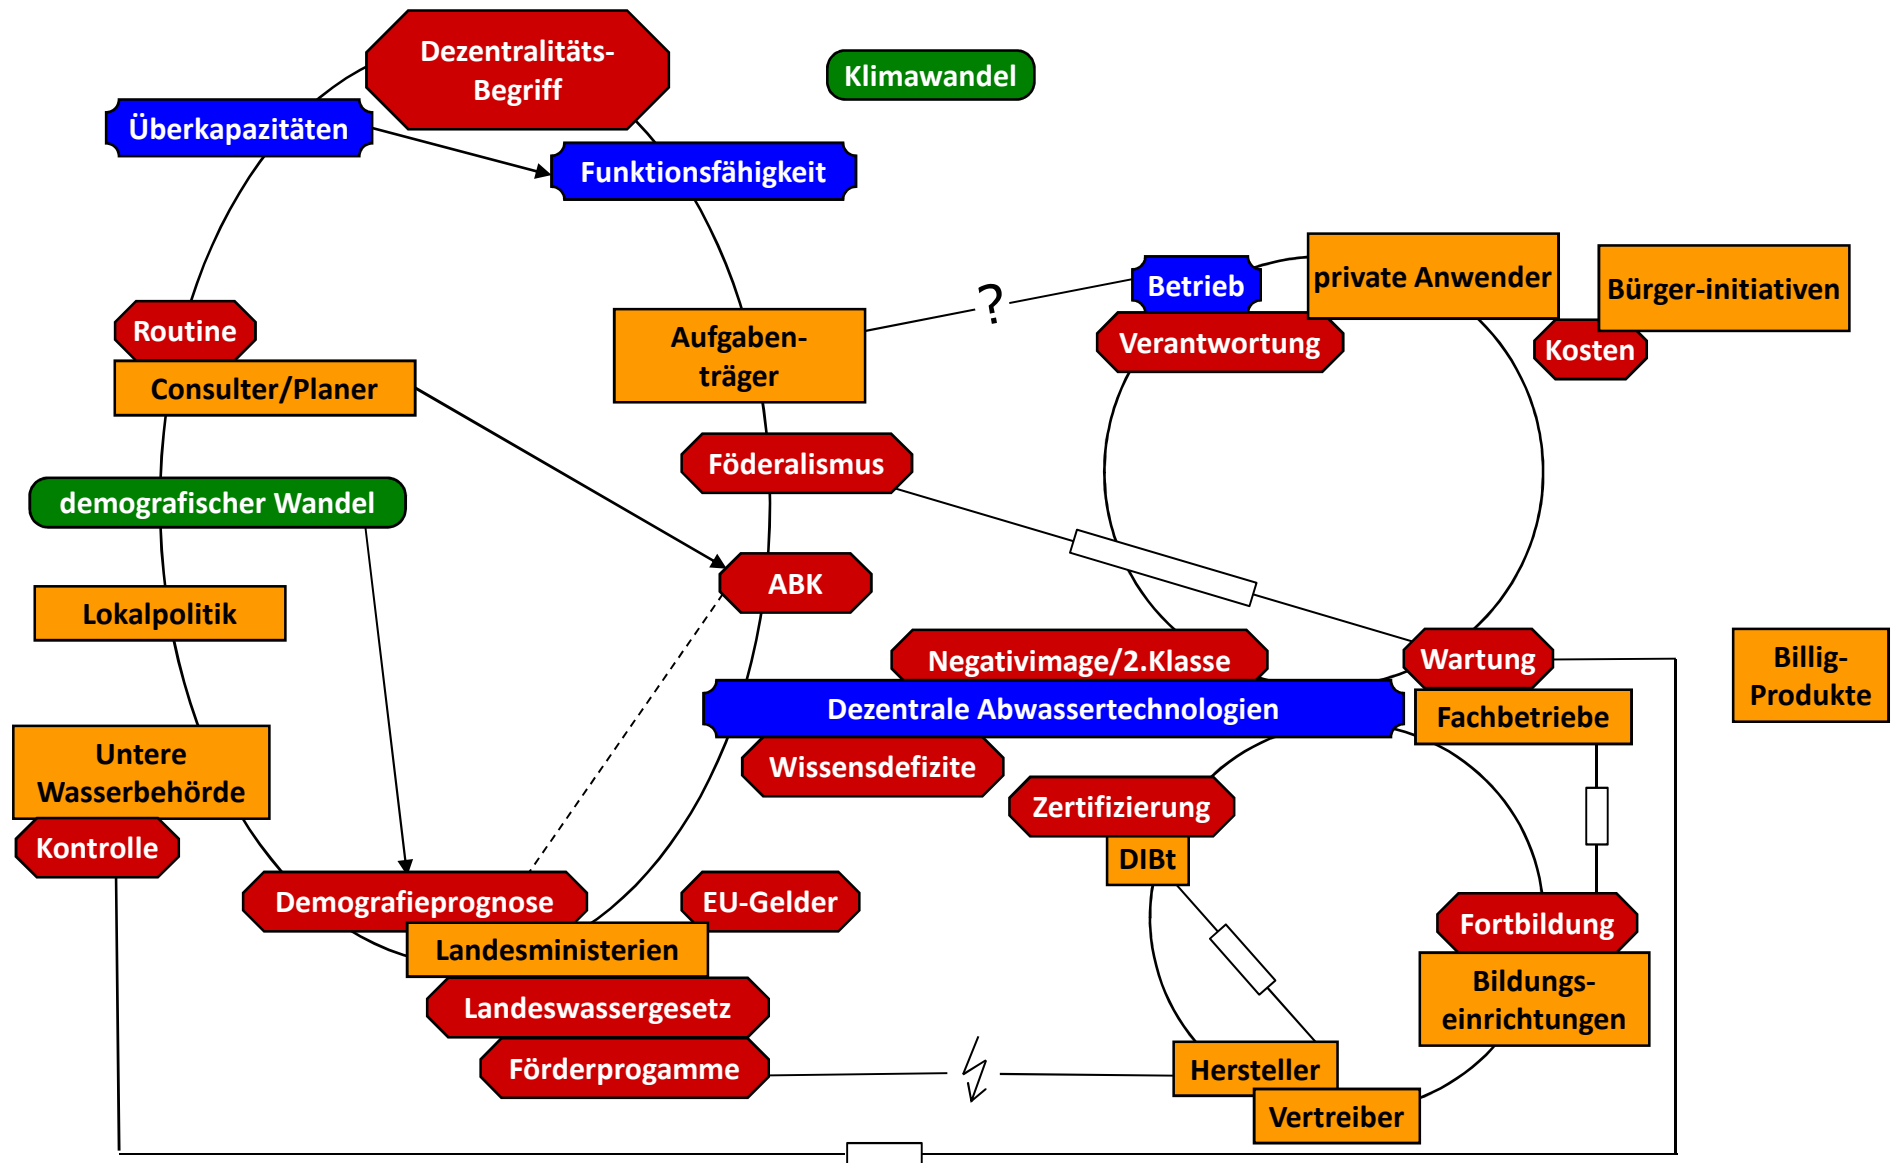 Dezentralitäts-
Begriff
Klimawandel
Überkapazitäten
Funktionsfähigkeit
Betrieb
private Anwender
Bürger-initiativen
?
Routine
Aufgaben-
träger
Verantwortung
Kosten
Consulter/Planer
Föderalismus
demografischer Wandel
ABK
Lokalpolitik
Negativimage/2.Klasse
Wartung
Billig-
Produkte
Dezentrale Abwassertechnologien
Fachbetriebe
Untere
Wasserbehörde
Wissensdefizite
Zertifizierung
Kontrolle
DIBt
Demografieprognose
EU-Gelder
Fortbildung
Landesministerien
Bildungs-
einrichtungen
Landeswassergesetz
Förderprogamme
Hersteller
Vertreiber